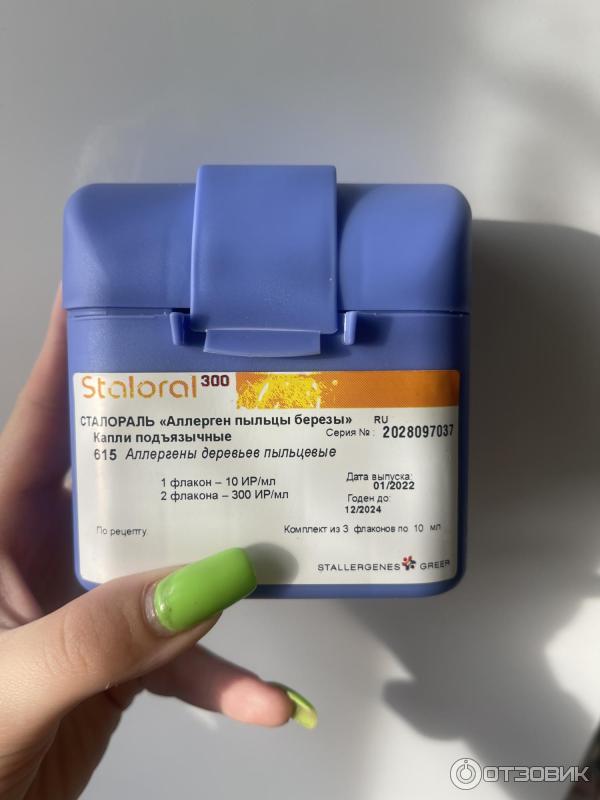 Staloral 300
СТАЛОРАЛЬ «Аллерген пыльцы березы» RU
Капли подъязычные Серия №: 2028097037
615 Аллергены деревьев пыльцевые
1 флакон – 10 ИР/мл
2 флакона – 300 ИР/мл
Дата выпуска:
01/2022
Годен до:
12/2024
По рецепту Комплект из 3 флаконов по 10 мл
STALLERGENES GREER
ОТЗОВИК